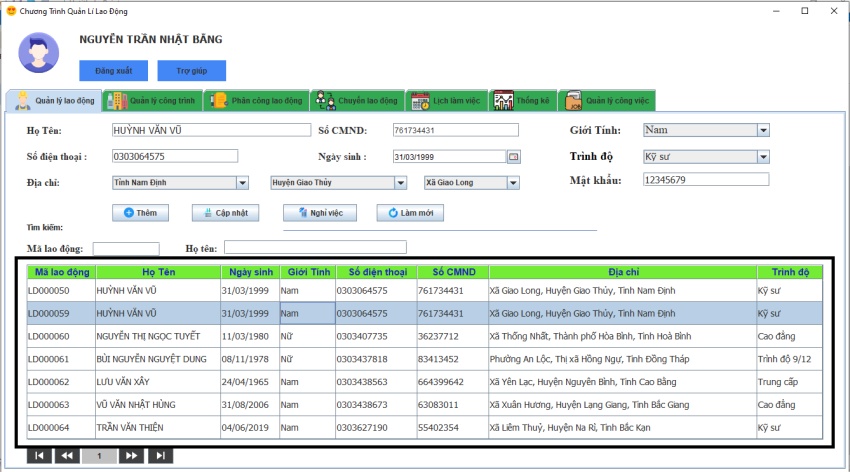 Chương Trình Quản Lí Lao Động
NGUYỄN TRẦN NHẬT BĂNG
Đăng xuất Trợ giúp
Quản lý lao động Quản lý công trình Phân công lao động Chuyển lao động Lịch làm việc Thống kê Quản lý công việc
Họ Tên: HUỲNH VĂN VŨ Số CMND: 761734431 Giới Tính: Nam
Số điện thoại : 0303064575 Ngày sinh : 31/03/1999 Trình độ Kỹ sư
Địa chỉ: Tỉnh Nam Định Huyện Giao Thủy Xã Giao Long Mật khẩu: 12345679
Thêm Cập nhật Nghỉ việc Làm mới
Tìm kiếm:
Mã lao động: Họ tên:
Mã lao động Họ Tên Ngày sinh Giới Tính Số điện thoại Số CMND Địa chỉ Trình độ
LD000050 HUỲNH VĂN VŨ 31/03/1999 Nam 0303064575 761734431 Xã Giao Long, Huyện Giao Thủy, Tỉnh Nam Định Kỹ sư
LD000059 HUỲNH VĂN VŨ 31/03/1999 Nam 0303064575 761734431 Xã Giao Long, Huyện Giao Thủy, Tỉnh Nam Định Kỹ sư
LD000060 NGUYỄN THỊ NGỌC TUYẾT 11/03/1980 Nữ 0303407735 36237712 Xã Thống Nhất, Thành phố Hòa Bình, Tỉnh Hoà Bình Cao đẳng
LD000061 BÙI NGUYỄN NGUYỆT DUNG 08/11/1978 Nữ 0303437818 83413452 Phường An Lộc, Thị xã Hồng Ngự, Tỉnh Đồng Tháp Trình độ 9/12
LD000062 LƯU VĂN XÂY 24/04/1965 Nam 0303438563 664399642 Xã Yên Lạc, Huyện Nguyên Bình, Tỉnh Cao Bằng Trung cấp
LD000063 VŨ VĂN NHẬT HÙNG 31/08/2006 Nam 0303438673 63083011 Xã Xuân Hương, Huyện Lạng Giang, Tỉnh Bắc Giang Cao đẳng
LD000064 TRẦN VĂN THIỆN 04/06/2019 Nam 0303627190 55402354 Xã Liêm Thuỷ, Huyện Na Rì, Tỉnh Bắc Kạn Kỹ sư
1